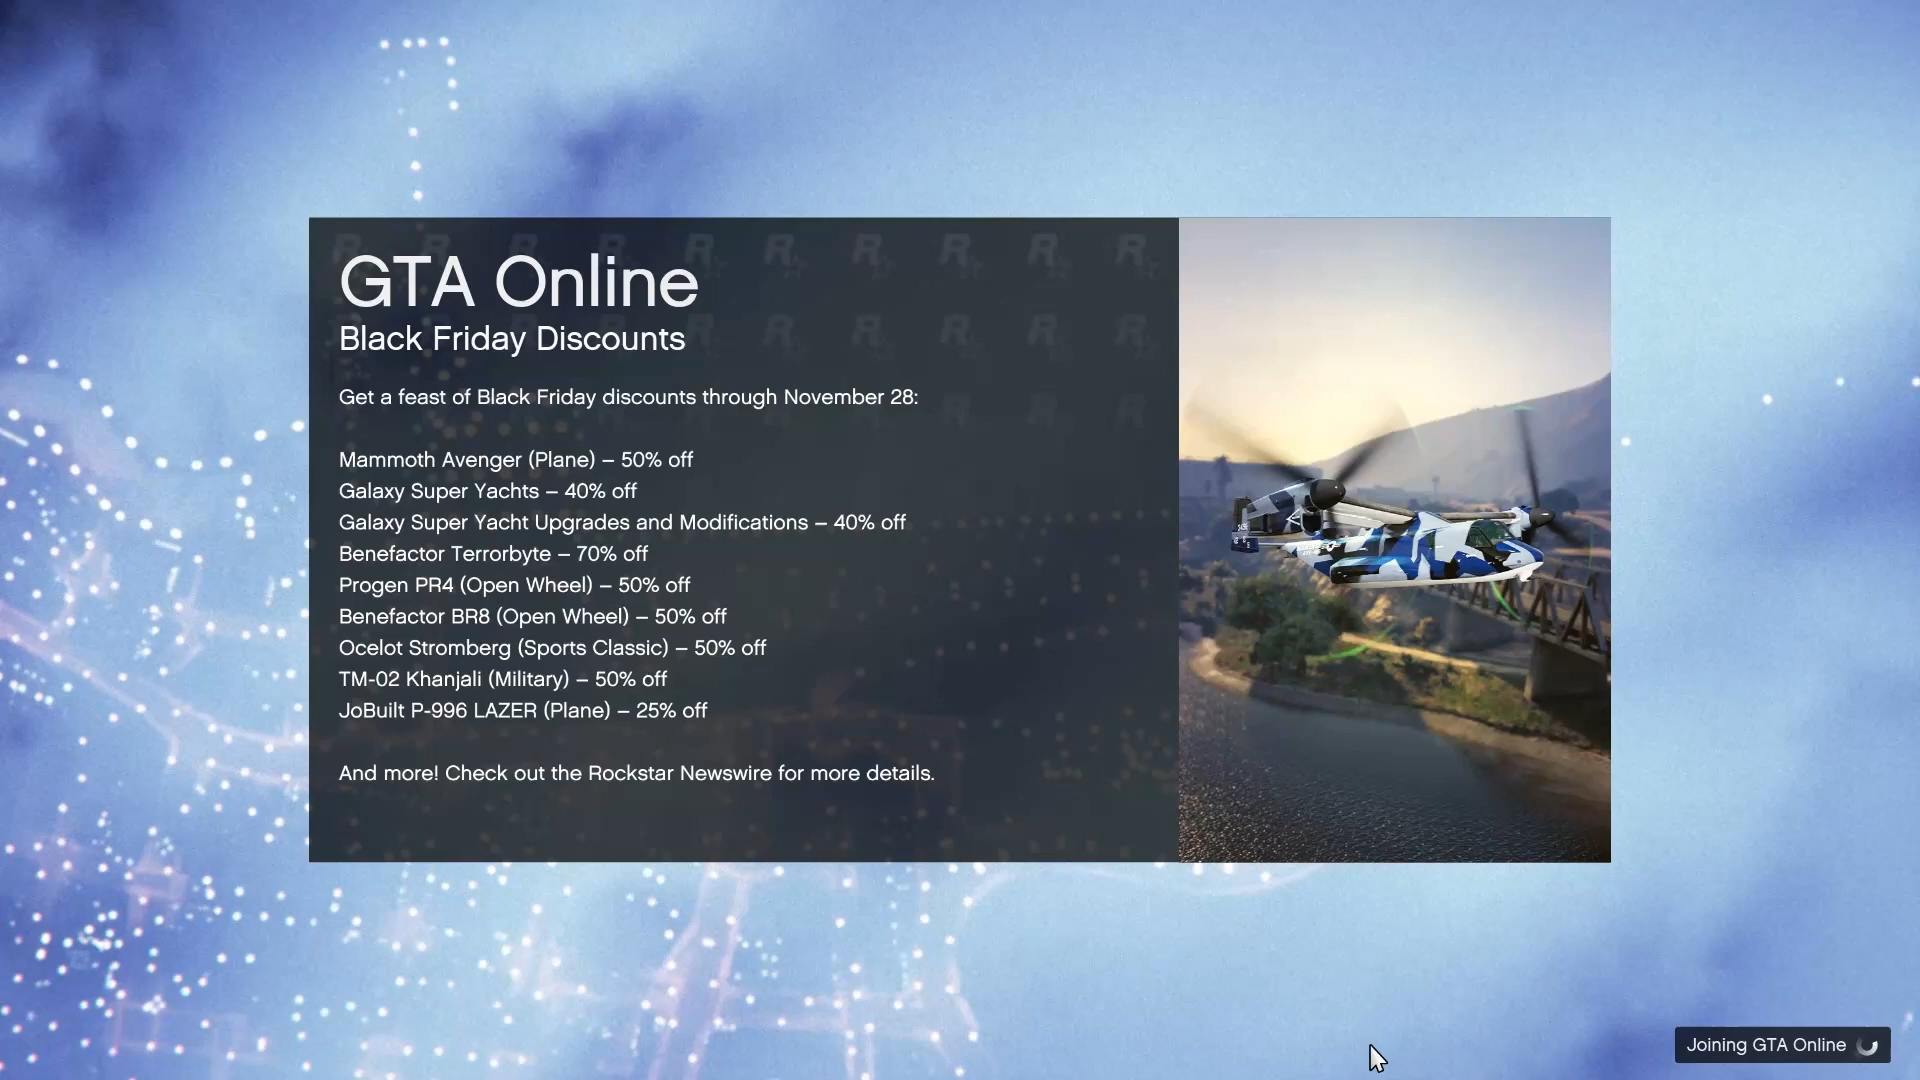 GTA Online
Black Friday Discounts
Get a feast of Black Friday discounts through November 28:
Mammoth Avenger (Plane) – 50% off
Galaxy Super Yachts – 40% off
Galaxy Super Yacht Upgrades and Modifications – 40% off
Benefactor Terrorbyte – 70% off
Progen PR4 (Open Wheel) – 50% off
Benefactor BR8 (Open Wheel) – 50% off
Ocelot Stromberg (Sports Classic) – 50% off
TM-02 Khanjali (Military) – 50% off
JoBuilt P-996 LAZER (Plane) – 25% off
And more! Check out the Rockstar Newswire for more details.
Joining GTA Online